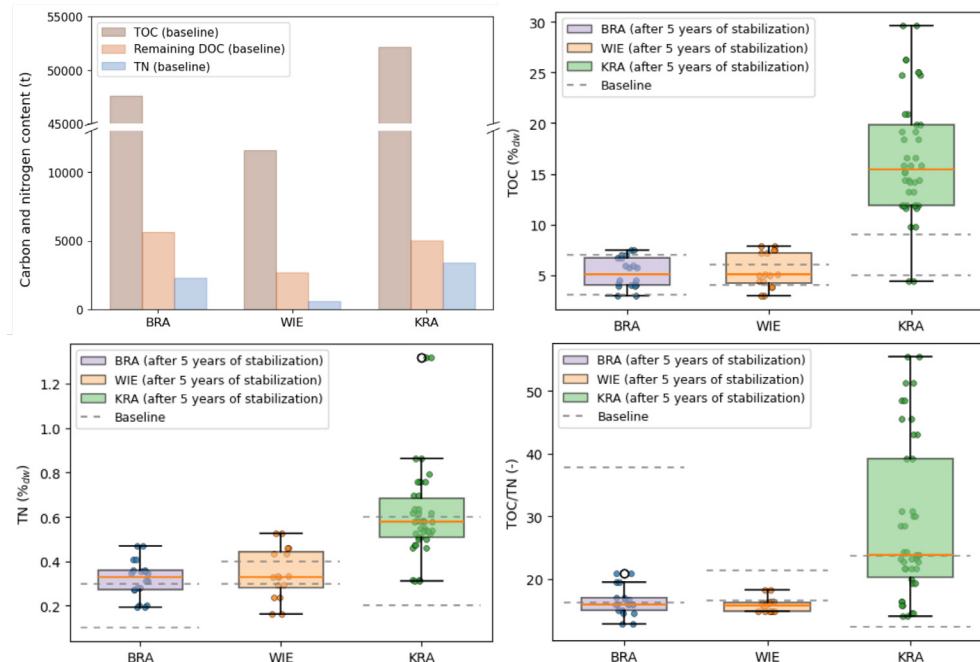 55000
50000
45000
10000
5000
0
Carbon and nitrogen content (t)
TOC (baseline)
Remaining DOC (baseline)
TN (baseline)
BRA WIE KRA
30
25
20
15
10
5
TOC (%dw)
BRA (after 5 years of stabilization)
WIE (after 5 years of stabilization)
KRA (after 5 years of stabilization)
Baseline
BRA WIE KRA
1.2
1.0
0.8
0.6
0.4
0.2
TN (%dw)
BRA (after 5 years of stabilization)
WIE (after 5 years of stabilization)
KRA (after 5 years of stabilization)
Baseline
BRA WIE KRA
50
40
30
20
TOC/TN (-)
BRA (after 5 years of stabilization)
WIE (after 5 years of stabilization)
KRA (after 5 years of stabilization)
Baseline
BRA WIE KRA